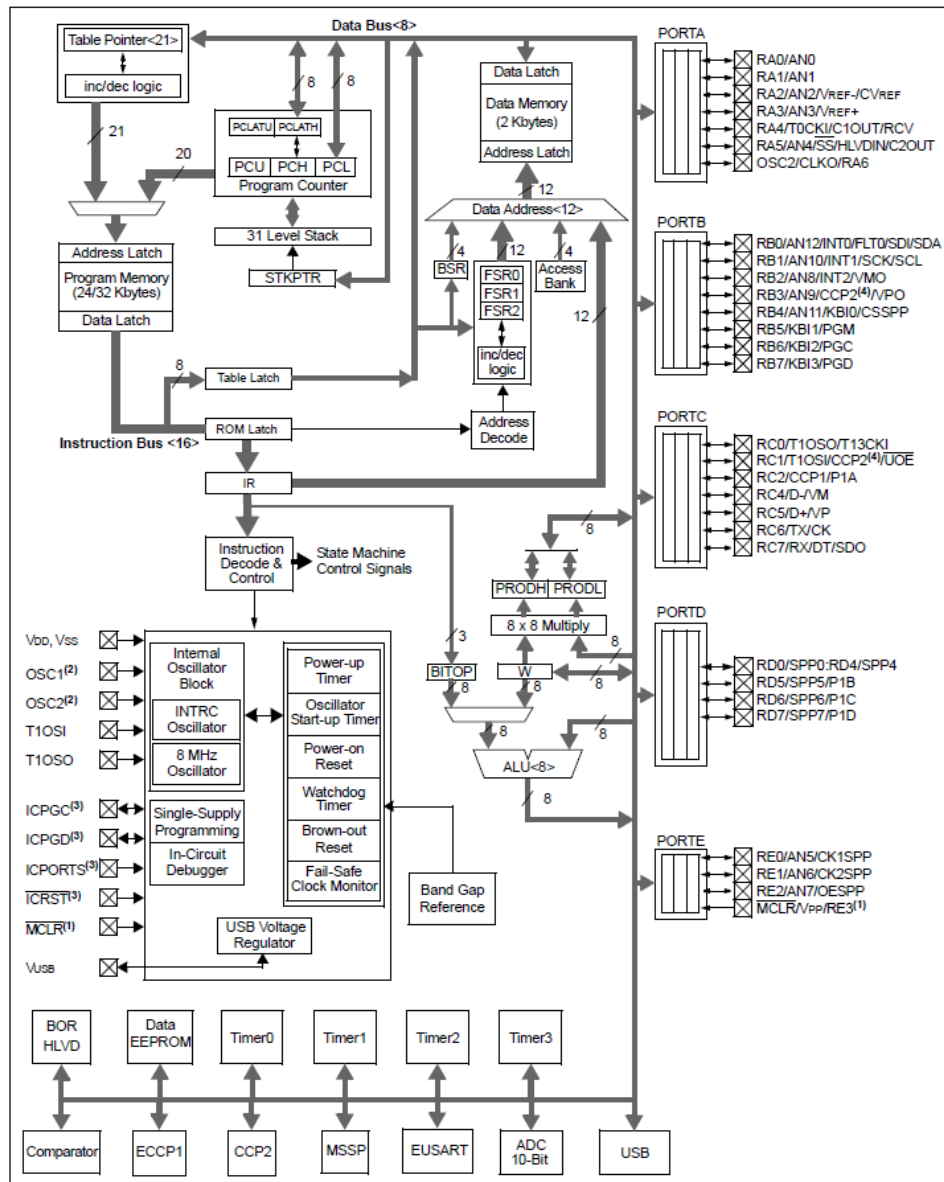 Data Bus<8>
Table Pointer<21>
inc/dec logic
21
20
8
8
PCLATU PCLATH
PCU PCH PCL
Program Counter
31 Level Stack
STKPTR
Address Latch
Program Memory
(24/32 Kbytes)
Data Latch
8
Table Latch
Instruction Bus <16>
ROM Latch
IR
Data Latch
Data Memory
(2 Kbytes)
Address Latch
12
Data Address<12>
4
12
4
BSR
FSR0
FSR1
FSR2
Access
Bank
12
inc/dec
logic
Address
Decode
Instruction
Decode &
Control
State Machine
Control Signals
8
PRODH PRODL
8 x 8 Multiply
8
3
BITOP
W
8
8
8
8
8
ALU<8>
8
VDD, VSS
OSC1(2)
OSC2(2)
T1OSI
T1OSO
ICPGC(3)
ICPGD(3)
ICPORTS(3)
ICRST(3)
MCLR(1)
VUSB
Internal
Oscillator
Block
INTRC
Oscillator
8 MHz
Oscillator
Single-Supply
Programming
In-Circuit
Debugger
Power-up
Timer
Oscillator
Start-up Timer
Power-on
Reset
Watchdog
Timer
Brown-out
Reset
Fail-Safe
Clock Monitor
Band Gap
Reference
USB Voltage
Regulator
PORTA
RA0/AN0
RA1/AN1
RA2/AN2/VREF-/CVREF
RA3/AN3/VREF+
RA4/T0CKI/C1OUT/RCV
RA5/AN4/SS/HLVDIN/C2OUT
OSC2/CLKO/RA6
PORTB
RB0/AN12/INT0/FLT0/SDI/SDA
RB1/AN10/INT1/SCK/SCL
RB2/AN8/INT2/VMO
RB3/AN9/CCP2(4)/VPO
RB4/AN11/KBI0/CSSPP
RB5/KBI1/PGM
RB6/KBI2/PGC
RB7/KBI3/PGD
PORTC
RC0/T1OSO/T13CKI
RC1/T1OSI/CCP2(4)/UOE
RC2/CCP1/P1A
RC4/D-/VM
RC5/D+/VP
RC6/TX/CK
RC7/RX/DT/SDO
PORTD
RD0/SPP0:RD4/SPP4
RD5/SPP5/P1B
RD6/SPP6/P1C
RD7/SPP7/P1D
PORTE
RE0/AN5/CK1SPP
RE1/AN6/CK2SPP
RE2/AN7/OESPP
MCLR/VPP/RE3(1)
BOR
HLVD
Data
EEPROM
Timer0
Timer1
Timer2
Timer3
Comparator
ECCP1
CCP2
MSSP
EUSART
ADC
10-Bit
USB